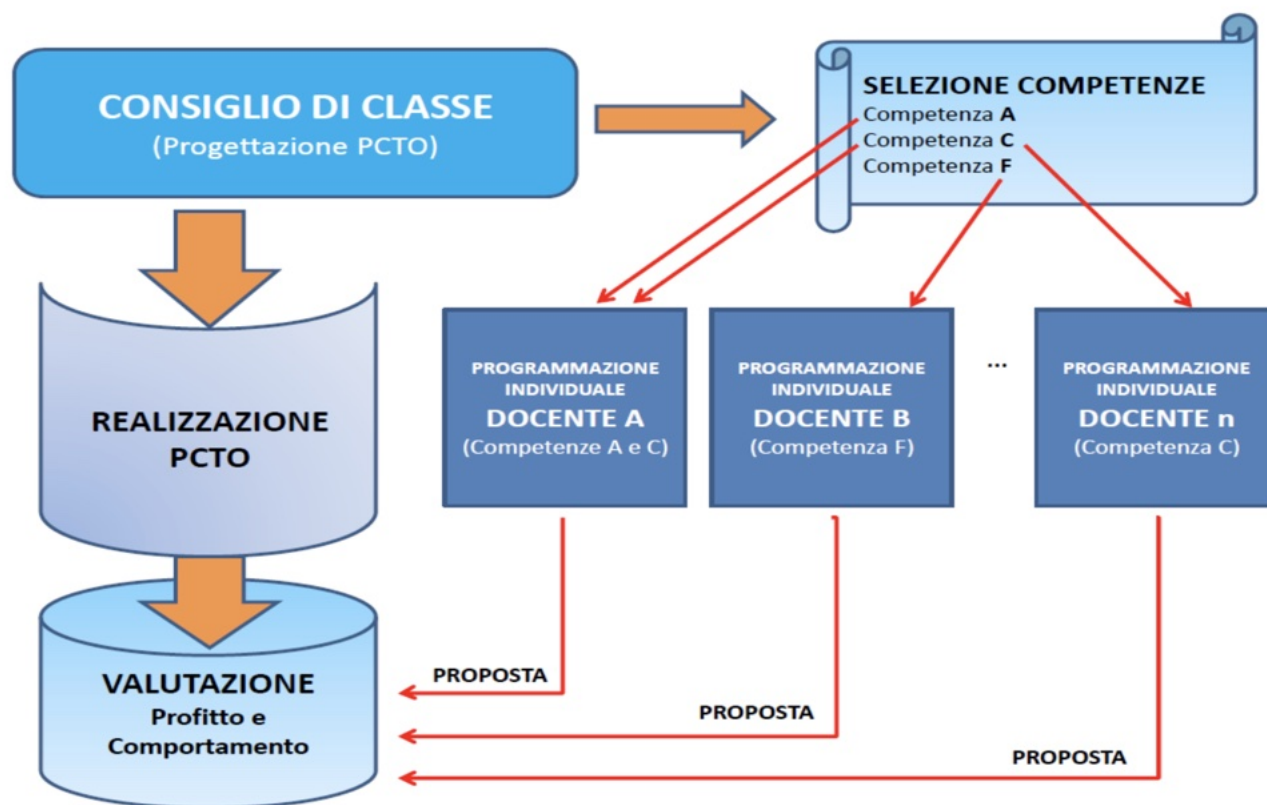 CONSIGLIO DI CLASSE
(Progettazione PCTO)
SELEZIONE COMPETENZE
Competenza A
Competenza C
Competenza F
REALIZZAZIONE
PCTO
PROGRAMMAZIONE
INDIVIDUALE
DOCENTE A
(Competenze A e C)
PROGRAMMAZIONE
INDIVIDUALE
DOCENTE B
(Competenza F)
...
PROGRAMMAZIONE
INDIVIDUALE
DOCENTE n
(Competenza C)
VALUTAZIONE
Profitto e
Comportamento
PROPOSTA
PROPOSTA
PROPOSTA